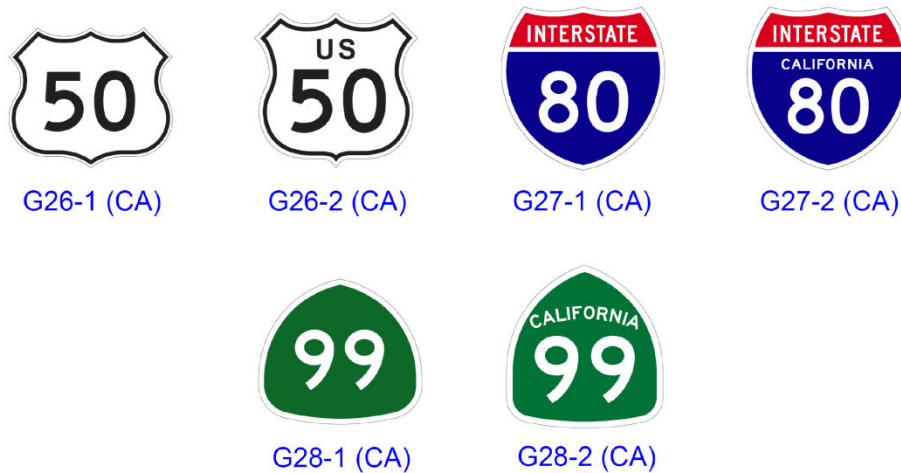 50
US
50
INTERSTATE
80
INTERSTATE
CALIFORNIA
80
G26-1 (CA)
G26-2 (CA)
G27-1 (CA)
G27-2 (CA)
99
CALIFORNIA
99
G28-1 (CA)
G28-2 (CA)